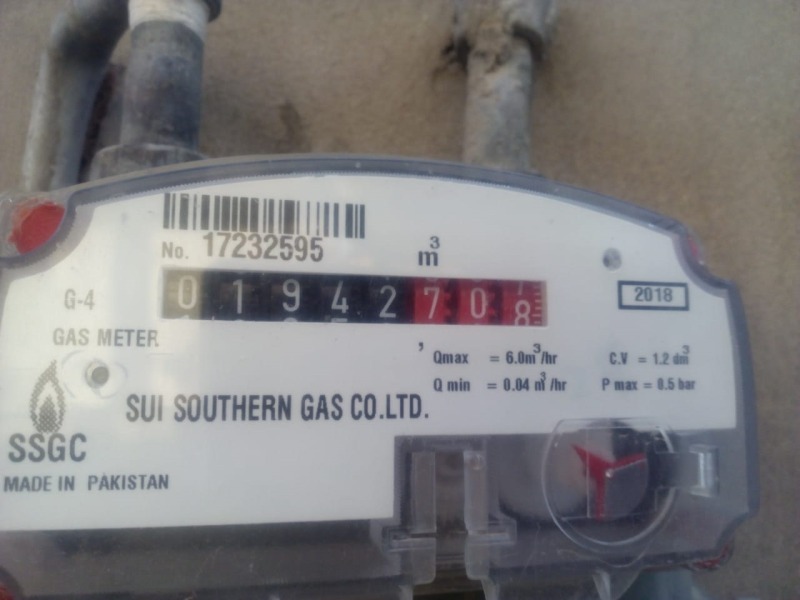 No. 17232595
m³
01942708
2018
G-4
GAS METER
Qmax = 6.0m³/hr
C.V = 1.2 dm³
Q min = 0.04 m³/hr
P max = 0.5 bar
SUI SOUTHERN GAS CO.LTD.
SSGC
MADE IN PAKISTAN